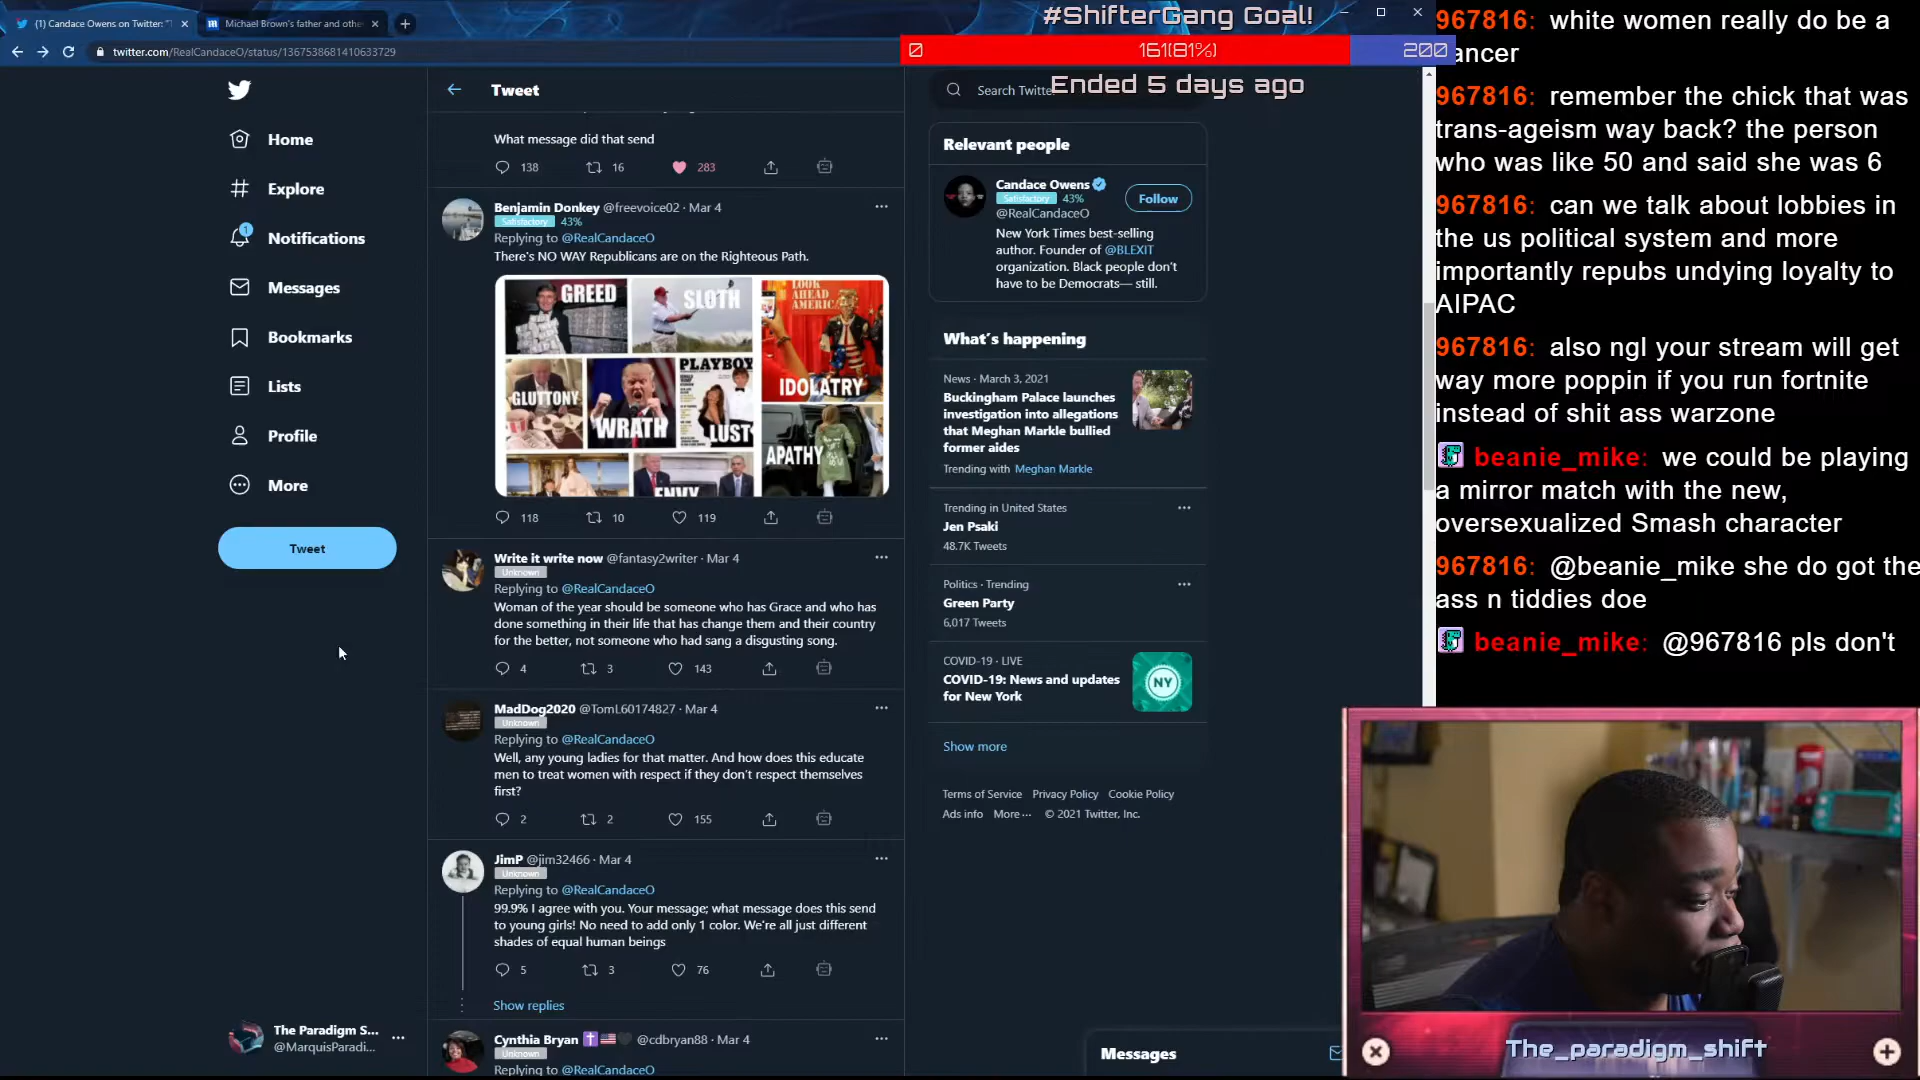 (1) Candace Owens on Twitter: "
Michael Brown's father and othe
twitter.com/RealCandaceO/status/1367538681410633729
#ShifterGang Goal!
0
161(81%)
200
Ended 5 days ago
Home
Explore
1
Notifications
Messages
Bookmarks
Lists
Profile
More
Tweet
The Paradigm S...
@MarquisParadi...
Tweet
What message did that send
138 16 283
Benjamin Donkey @freevoice02 · Mar 4
Satisfactory 43%
Replying to @RealCandaceO
There's NO WAY Republicans are on the Righteous Path.
GREED
SLOTH
LOOK
AHEAD
AMERIC
IDOLATRY
GLUTTONY
WRATH
PLAYBOY
LUST
APATHY
ENVY
118 10 119
Write it write now @fantasy2writer · Mar 4
Unknown
Replying to @RealCandaceO
Woman of the year should be someone who has Grace and who has
done something in their life that has change them and their country
for the better, not someone who had sang a disgusting song.
4 3 143
MadDog2020 @TomL60174827 · Mar 4
Unknown
Replying to @RealCandaceO
Well, any young ladies for that matter. And how does this educate
men to treat women with respect if they don't respect themselves
first?
2 2 155
JimP @jim32466 · Mar 4
Unknown
Replying to @RealCandaceO
99.9% I agree with you. Your message; what message does this send
to young girls! No need to add only 1 color. We're all just different
shades of equal human beings
5 3 76
Show replies
Cynthia Bryan @cdbryan88 · Mar 4
Unknown
Replying to @RealCandaceO
Search Twitte
Relevant people
Candace Owens
Satisfactory 43%
@RealCandaceO
Follow
New York Times best-selling
author. Founder of @BLEXIT
organization. Black people don't
have to be Democrats— still.
What's happening
News · March 3, 2021
Buckingham Palace launches
investigation into allegations
that Meghan Markle bullied
former aides
Trending with Meghan Markle
Trending in United States
Jen Psaki
48.7K Tweets
Politics · Trending
Green Party
6,017 Tweets
COVID-19 · LIVE
COVID-19: News and updates
for New York
NY
Show more
Terms of Service Privacy Policy Cookie Policy
Ads info More ··· © 2021 Twitter, Inc.
Messages
967816: white women really do be a
ancer
967816: remember the chick that was
trans-ageism way back? the person
who was like 50 and said she was 6
967816: can we talk about lobbies in
the us political system and more
importantly repubs undying loyalty to
AIPAC
967816: also ngl your stream will get
way more poppin if you run fortnite
instead of shit ass warzone
beanie_mike: we could be playing
a mirror match with the new,
oversexualized Smash character
967816: @beanie_mike she do got the
ass n tiddies doe
beanie_mike: @967816 pls don't
The_paradigm_shift